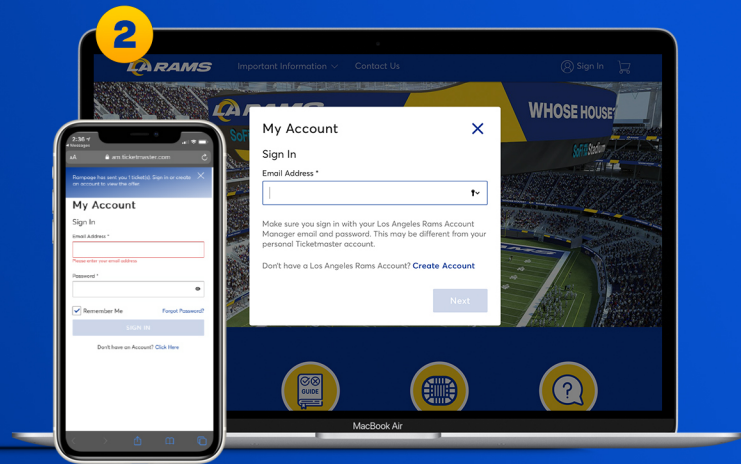 2
LA RAMS
Important Information
Contact Us
Sign In
WHOSE HOUSE?
SoFi Stadium
My Account
Sign In
Email Address *
Make sure you sign in with your Los Angeles Rams Account
Manager email and password. This may be different from your
personal Ticketmaster account.
Don't have a Los Angeles Rams Account? Create Account
Next
GUIDE
?
MacBook Air
2:36
Messages
AA
am.ticketmaster.com
Rampage has sent you 1 ticket(s). Sign in or create
an account to view the offer.
My Account
Sign In
Email Address *
Please enter your email address
Password *
Remember Me
Forgot Password?
SIGN IN
Don't have an Account? Click Here